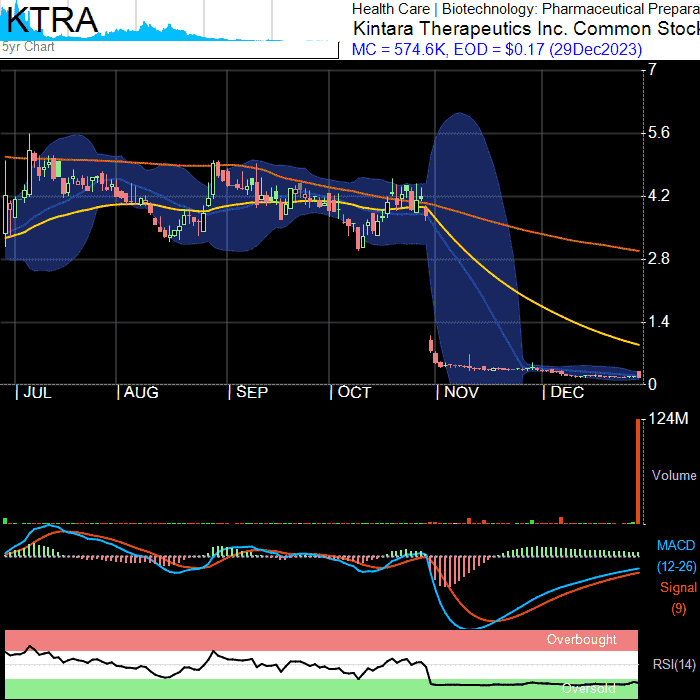 KTRA
5yr Chart
Health Care | Biotechnology: Pharmaceutical Prepara
Kintara Therapeutics Inc. Common Stock
MC = 574.6K, EOD = $0.17 (29Dec2023)
7
5.6
4.2
2.8
1.4
0
JUL
AUG
SEP
OCT
NOV
DEC
124M
Volume
MACD
(12-26)
Signal
(9)
Overbought
RSI(14)
Oversold